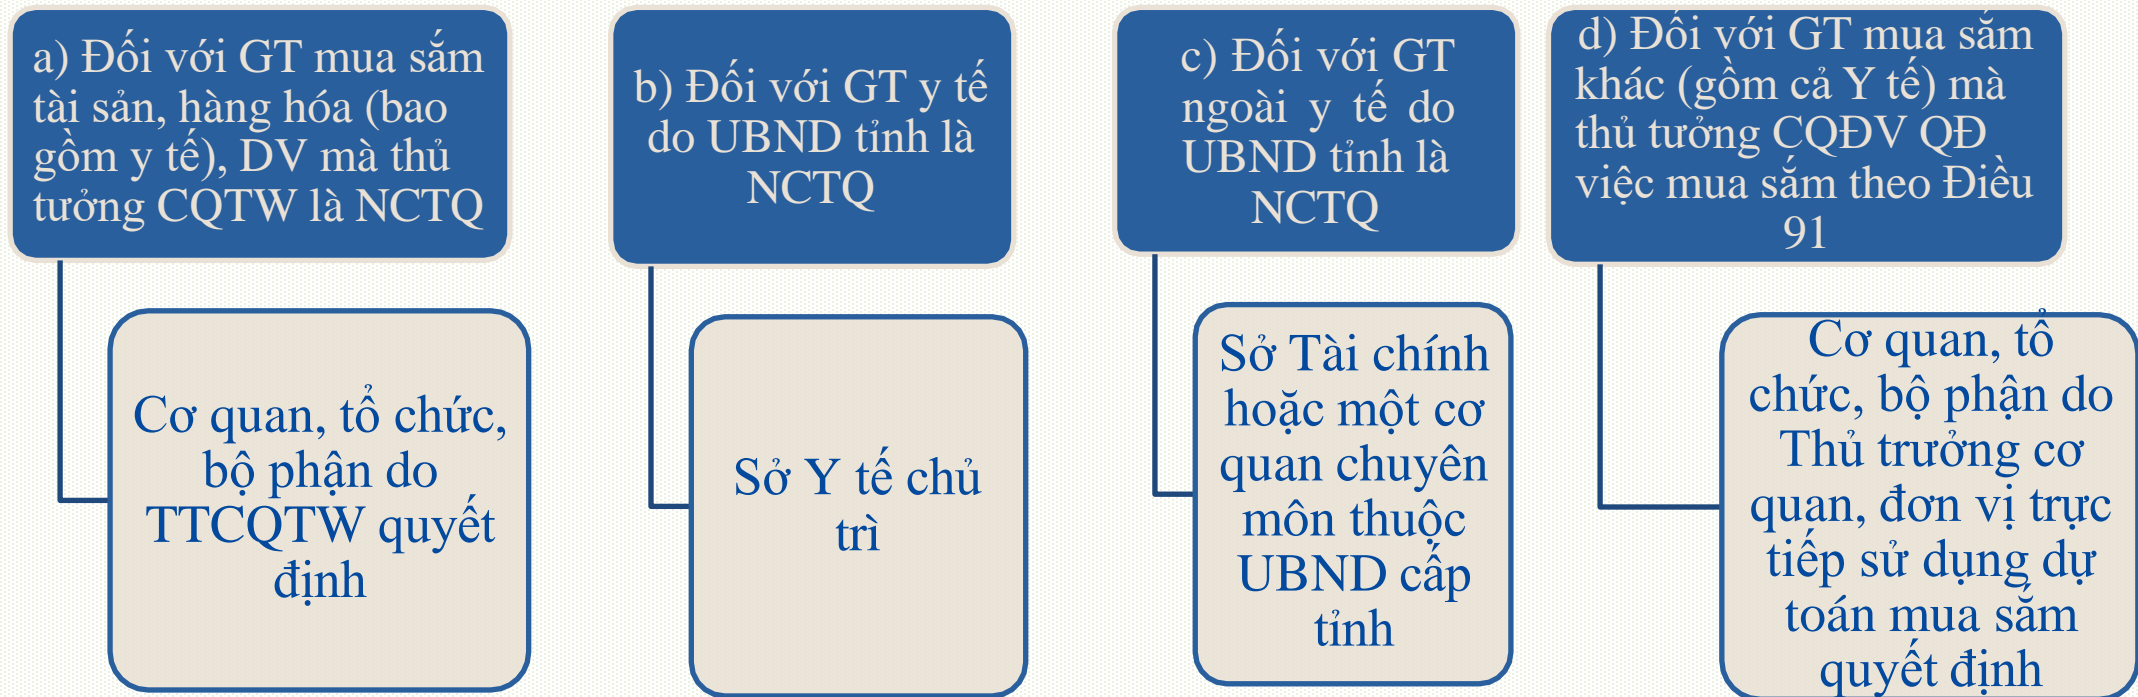 a) Đối với GT mua sắm
tài sản, hàng hóa (bao
gồm y tế), DV mà thủ
tưởng CQTW là NCTQ
Cơ quan, tổ chức,
bộ phận do
TTCQTW quyết
định
b) Đối với GT y tế
do UBND tỉnh là
NCTQ
Sở Y tế chủ
trì
c) Đối với GT
ngoài y tế do
UBND tỉnh là
NCTQ
Sở Tài chính
hoặc một cơ
quan chuyên
môn thuộc
UBND cấp
tỉnh
d) Đối với GT mua sắm
khác (gồm cả Y tế) mà
thủ tưởng CQĐV QĐ
việc mua sắm theo Điều
91
Cơ quan, tổ
chức, bộ phận do
Thủ trưởng cơ
quan, đơn vị trực
tiếp sử dụng dự
toán mua sắm
quyết định